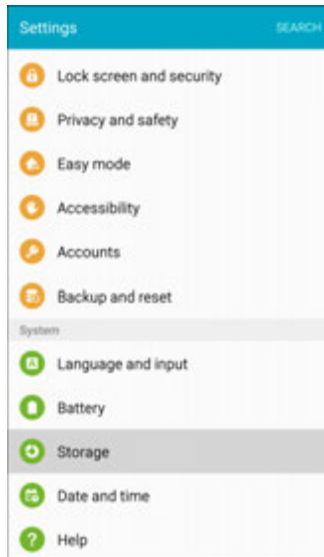 Settings
SEARCH
Lock screen and security
Privacy and safety
Easy mode
Accessibility
Accounts
Backup and reset
System
Language and input
Battery
Storage
Date and time
Help